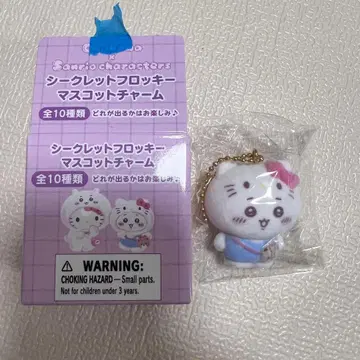 Sanrio characters
シークレットフロッキー
マスコットチャーム
全10種類 どれが出るかはお楽しみ♪
シークレットフロッキー
マスコットチャーム
全10種類 どれが出るかはお楽しみ♪
WARNING:
CHOKING HAZARD—Small parts.
Not for children under 3 years.